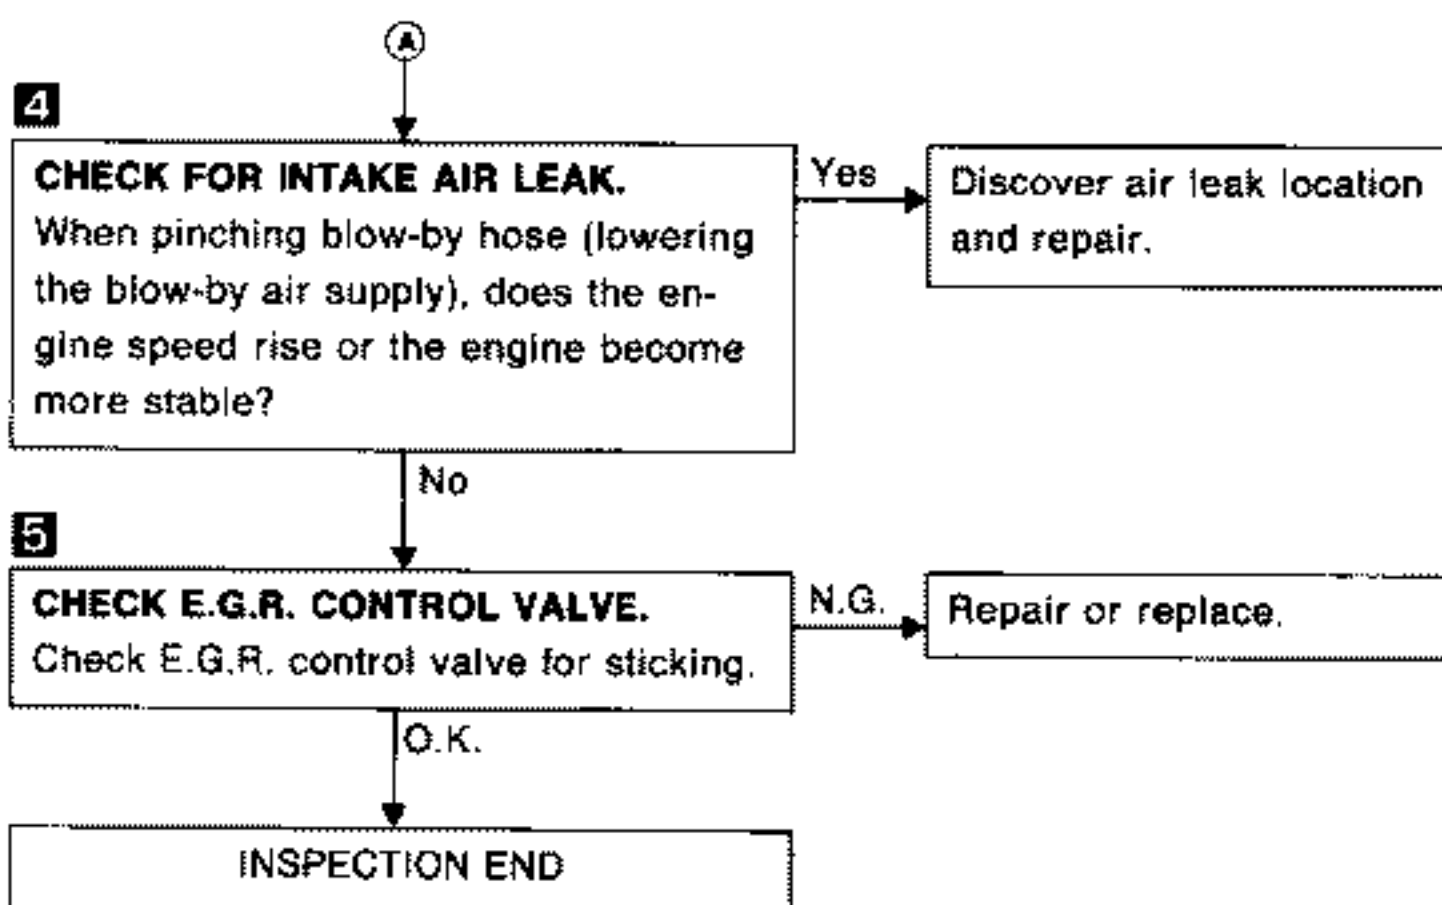 A
4
CHECK FOR INTAKE AIR LEAK.
When pinching blow-by hose (lowering
the blow-by air supply), does the en-
gine speed rise or the engine become
more stable?
Yes
Discover air leak location
and repair.
No
5
CHECK E.G.R. CONTROL VALVE.
Check E.G.R. control valve for sticking.
N.G.
Repair or replace.
O.K.
INSPECTION END